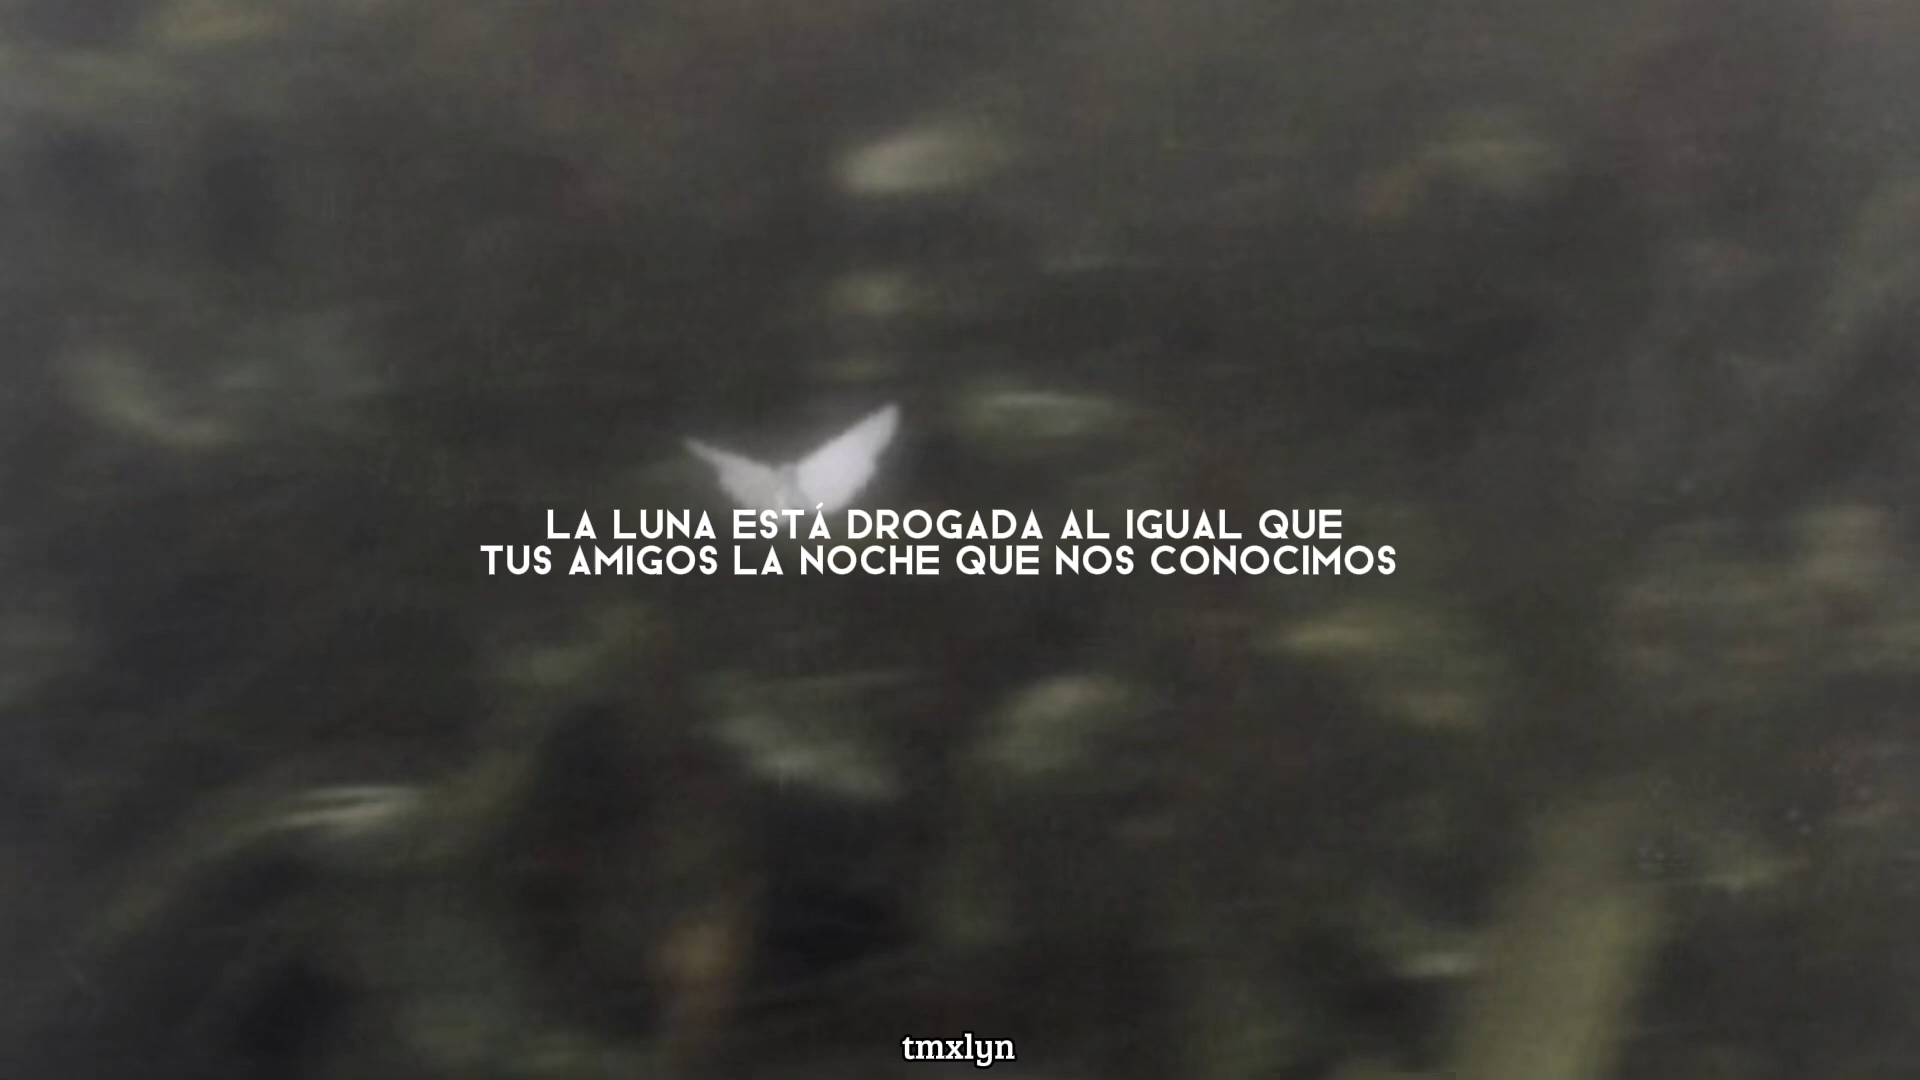 LA LUNA ESTÁ DROGADA AL IGUAL QUE
TUS AMIGOS LA NOCHE QUE NOS CONOCIMOS
tmxlyn